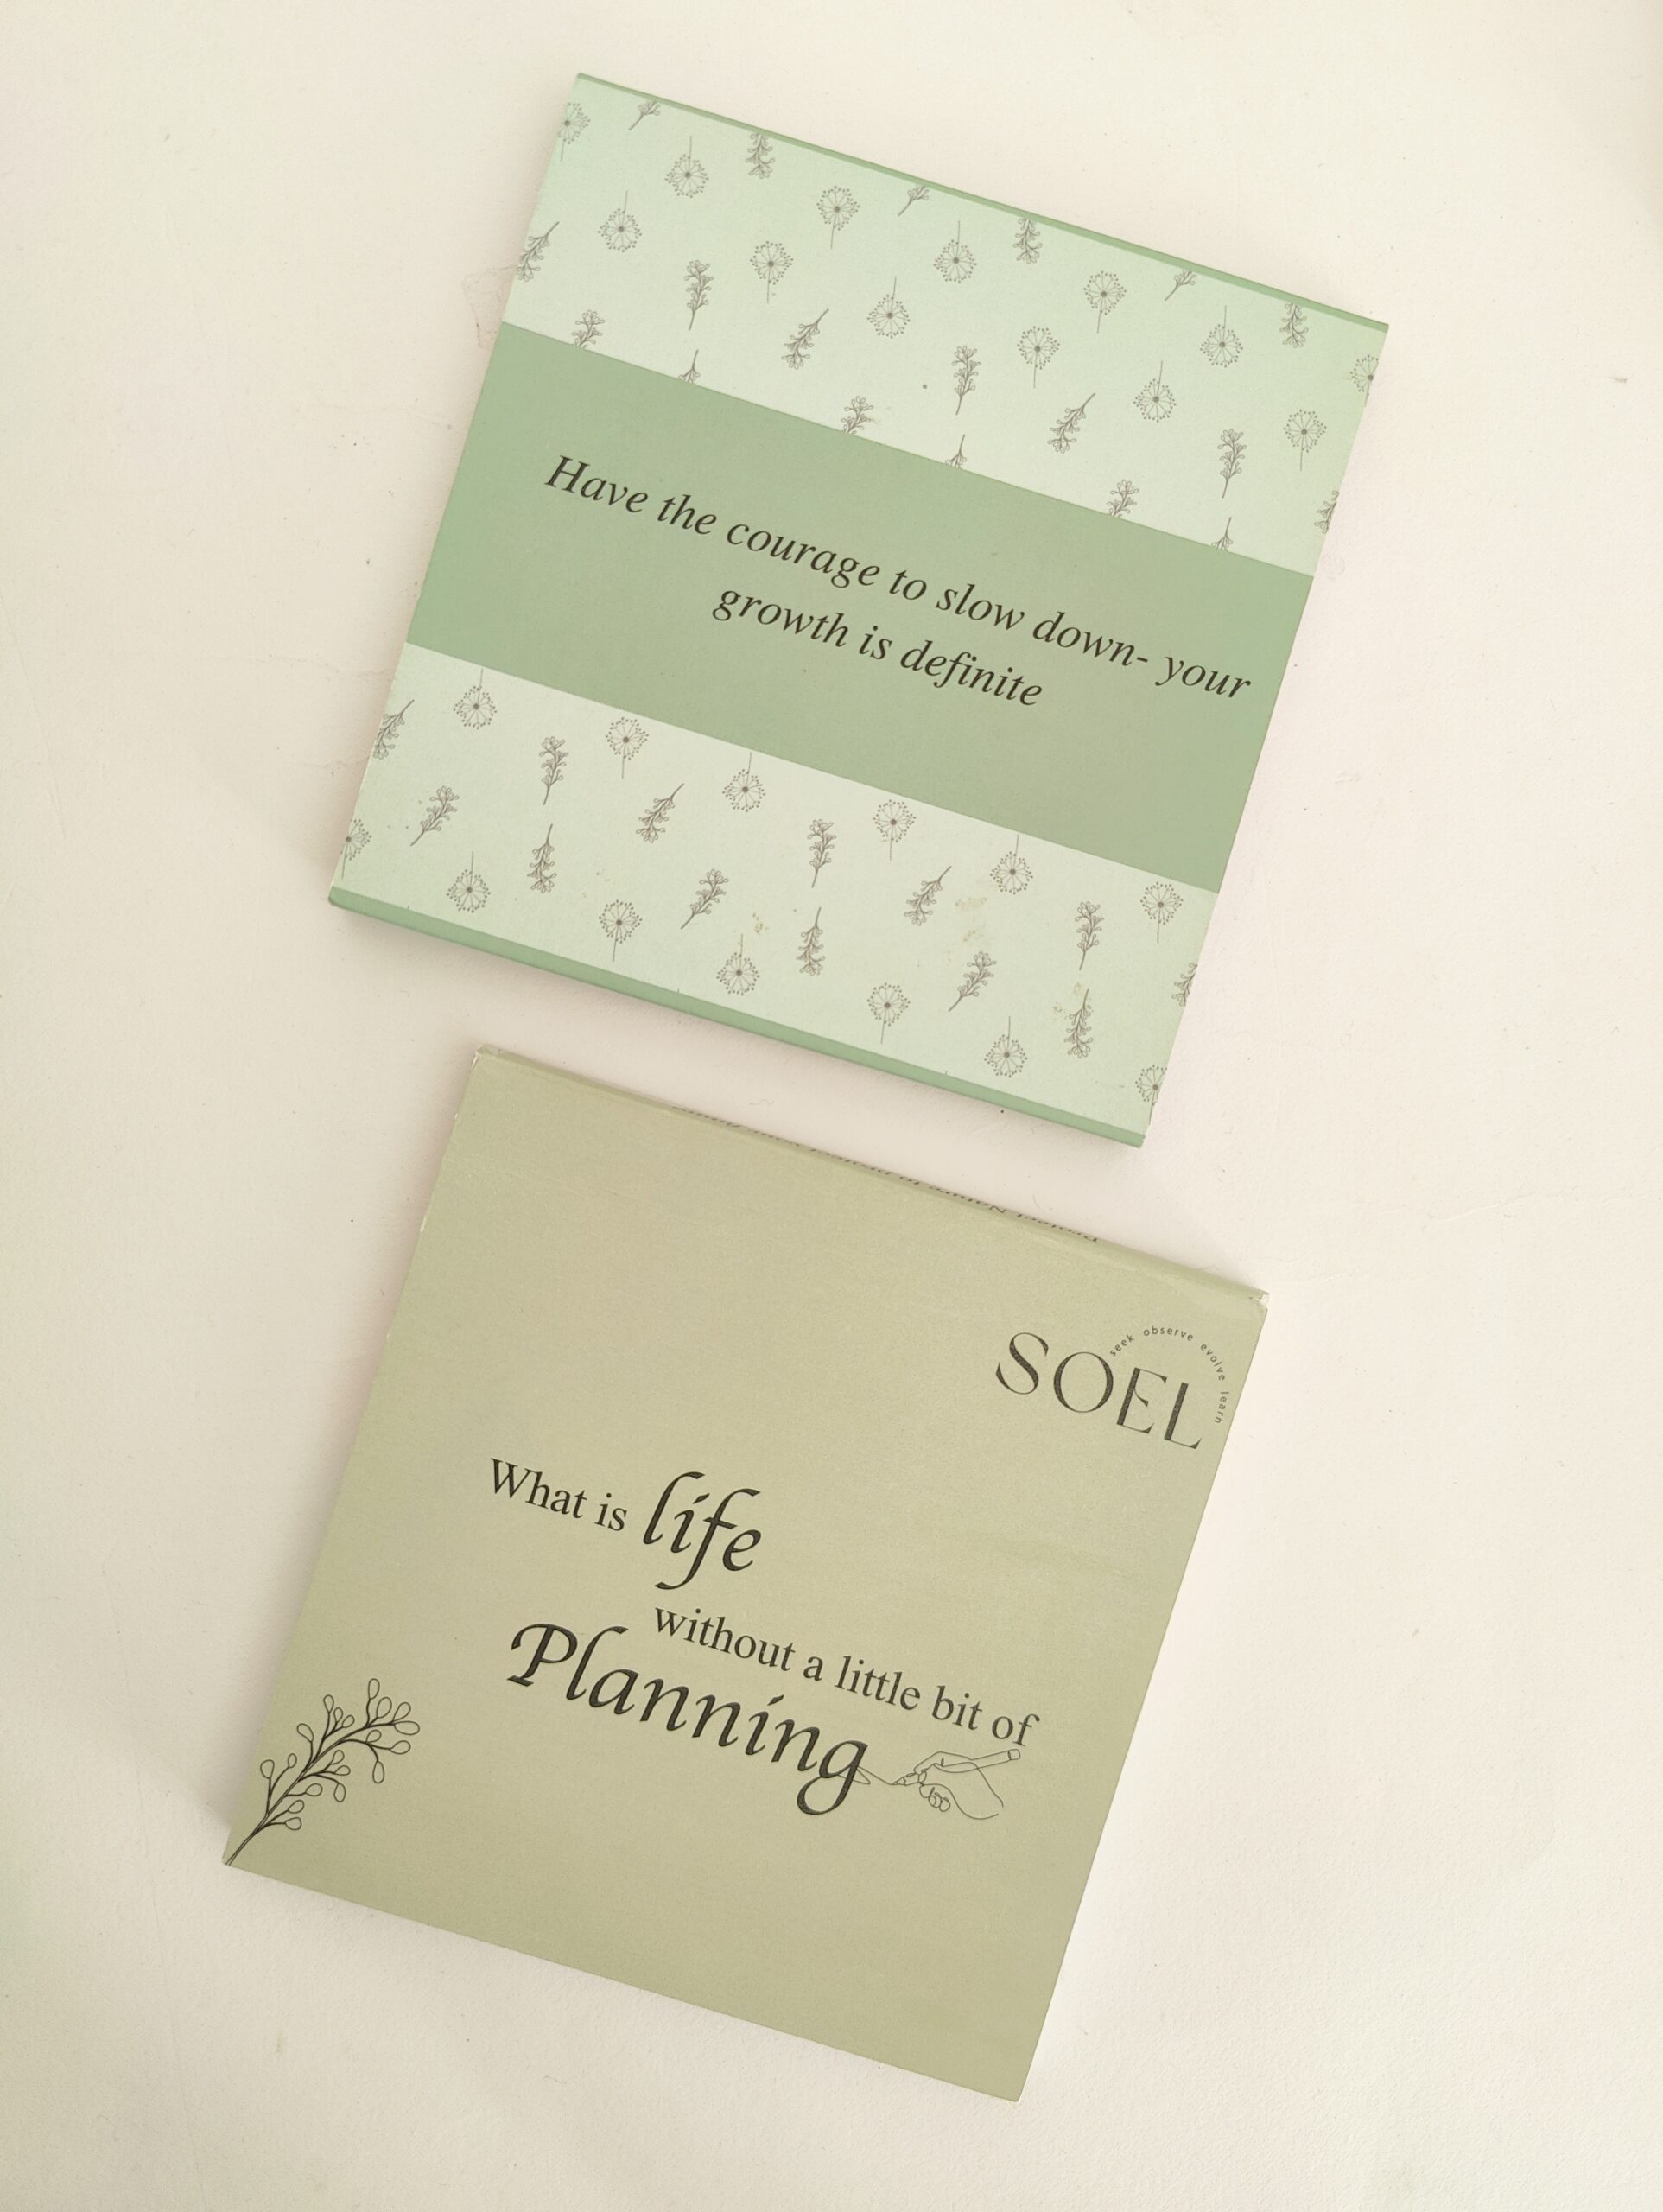 Have the courage to slow down- your
growth is definite
SOEL
seek observe evolve learn
What is life
without a little bit of
Planning